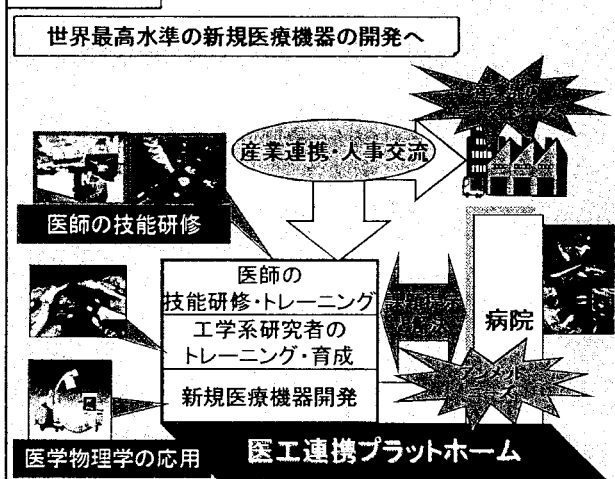 世界最高水準の新規医療機器の開発へ
産業連携・人事交流
医師の技能研修
医師の
技能研修・トレーニング
工学系研究者の
トレーニング・育成
新規医療機器開発
病院
医学物理学の応用
医工連携プラットホーム